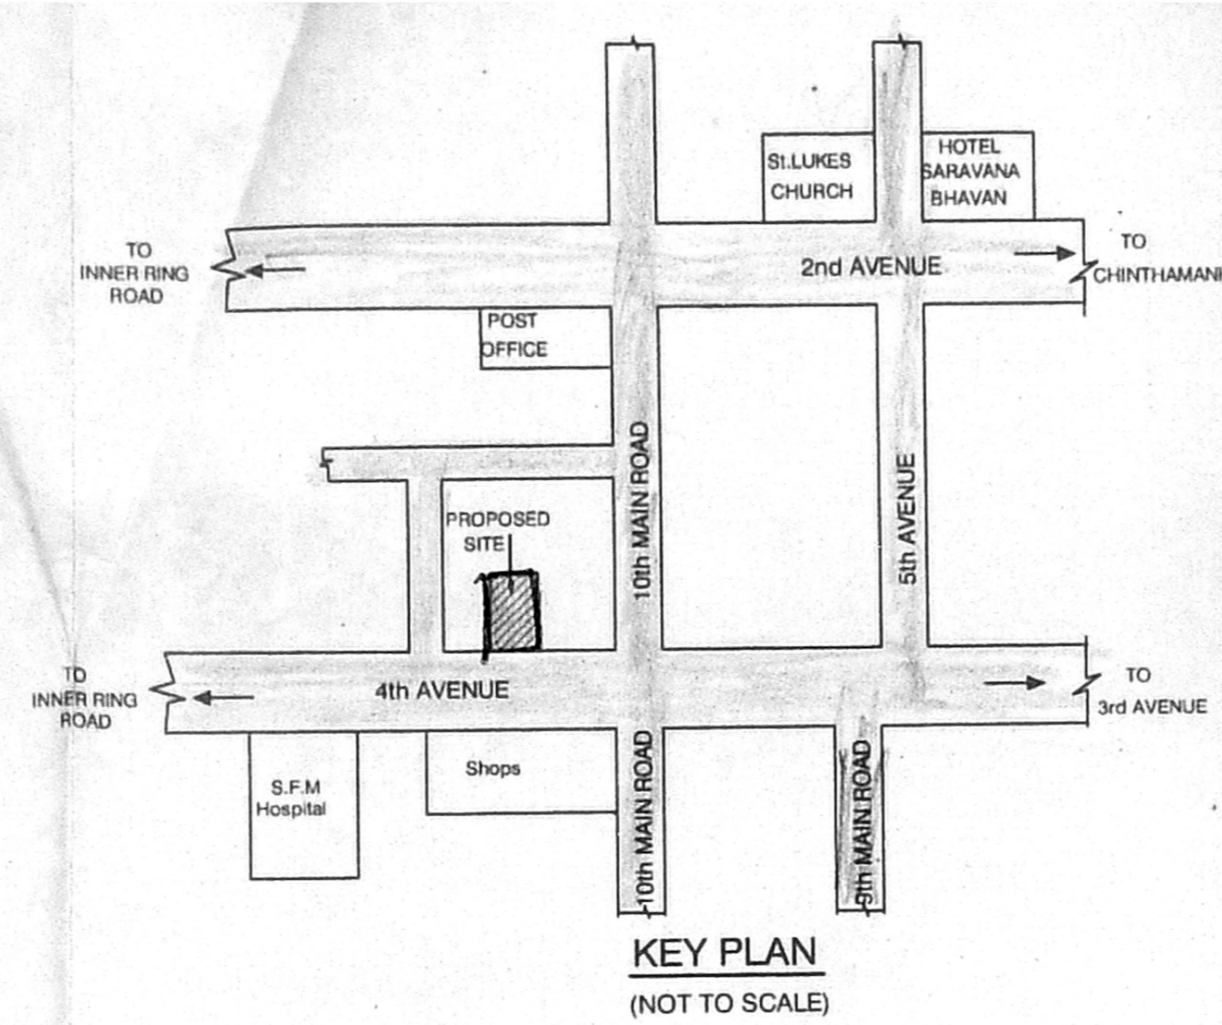 St.LUKES
CHURCH
HOTEL
SARAVANA
BHAVAN
TO
INNER RING
ROAD
2nd AVENUE
TO
CHINTHAMANI
POST
OFFICE
10th MAIN ROAD
5th AVENUE
PROPOSED
SITE
TO
INNER RING
ROAD
4th AVENUE
TO
3rd AVENUE
S.F.M
Hospital
Shops
10th MAIN ROAD
9th MAIN ROAD
KEY PLAN
(NOT TO SCALE)